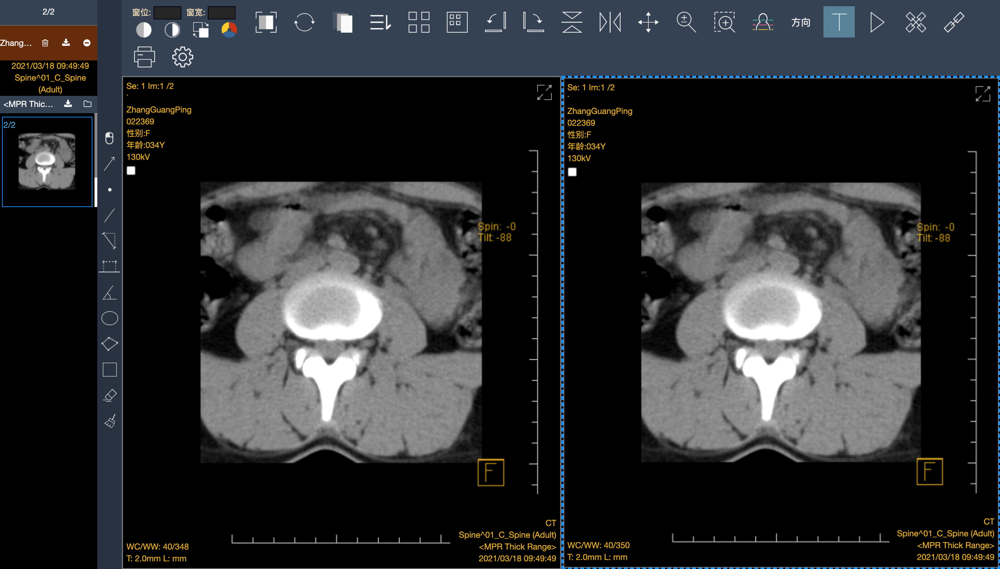 2/2
窗位:
窗宽:
方向
T
Zhang...
2021/03/18 09:49:49
Spine^01_C_Spine
(Adult)
<MPR Thic...
2/2
Se: 1 Im:1 /2
.
ZhangGuangPing
022369
性别:F
年龄:034Y
130kV
Spin: -0
Tilt: -88
F
CT
Spine^01_C_Spine (Adult)
<MPR Thick Range>
2021/03/18 09:49:49
WC/WW: 40/348
T: 2.0mm L: mm
Se: 1 Im:1 /2
.
ZhangGuangPing
022369
性别:F
年龄:034Y
130kV
Spin: -0
Tilt: -88
F
CT
Spine^01_C_Spine (Adult)
<MPR Thick Range>
2021/03/18 09:49:49
WC/WW: 40/350
T: 2.0mm L: mm